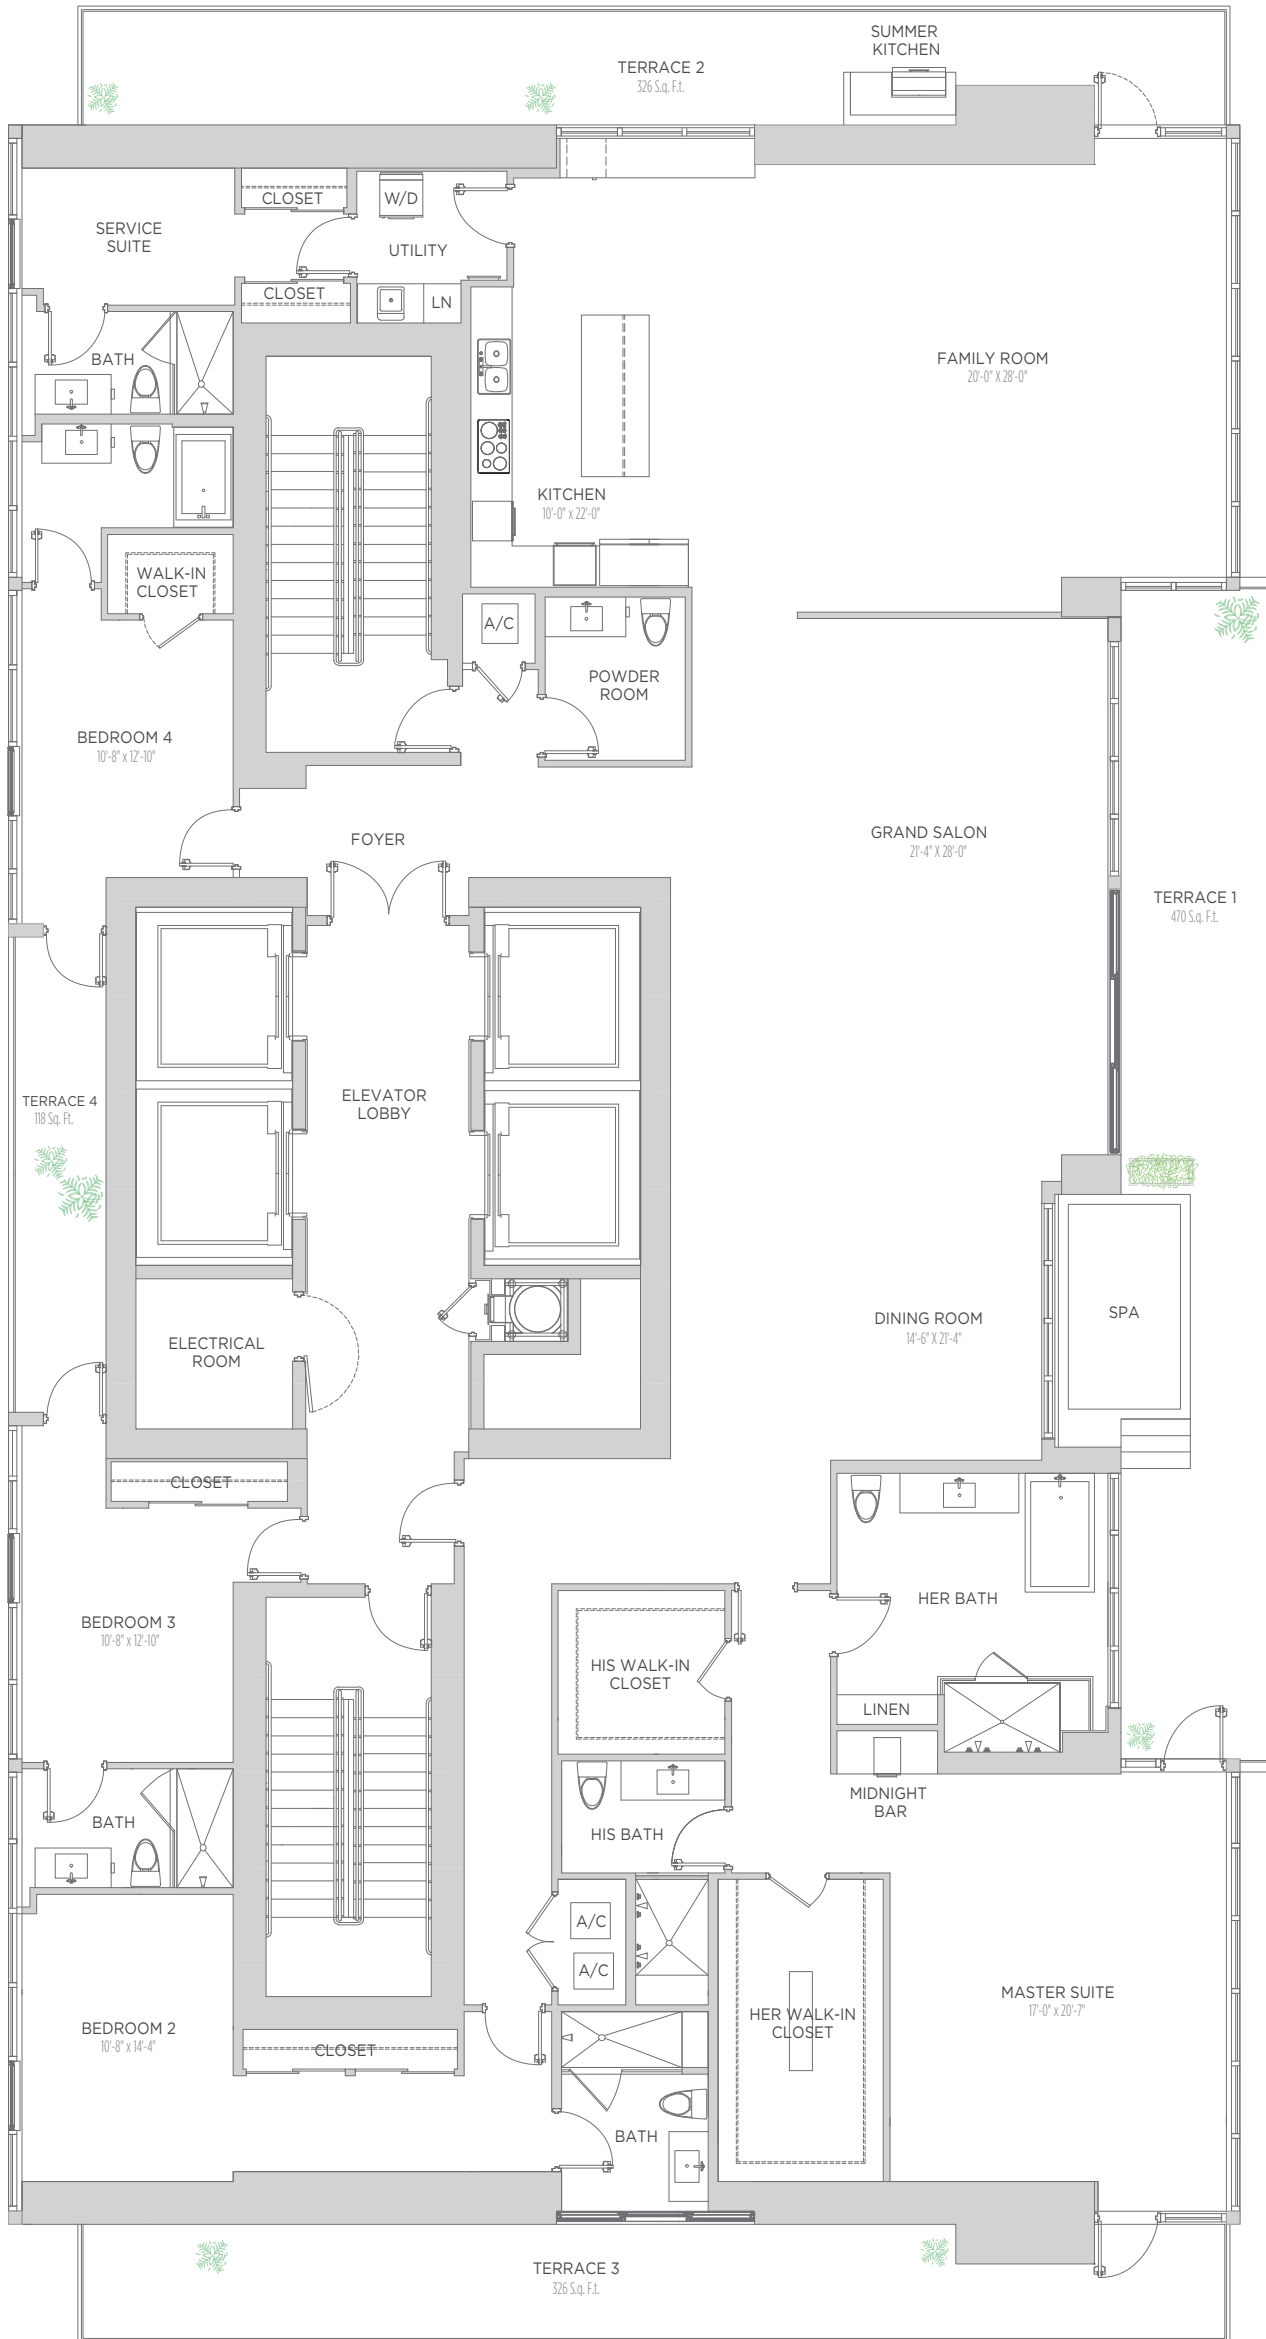 SUMMER
KITCHEN
TERRACE 2
326 S.q. F.t.
CLOSET
W/D
SERVICE
SUITE
UTILITY
CLOSET
LN
BATH
FAMILY ROOM
20'-0" X 28'-0"
KITCHEN
10'-0" x 22'-0"
WALK-IN
CLOSET
A/C
POWDER
ROOM
BEDROOM 4
10'-8" x 12'-10"
FOYER
GRAND SALON
21'-4" X 28'-0"
TERRACE 1
470 S.q. F.t.
ELEVATOR
LOBBY
TERRACE 4
118 Sq. Ft.
SPA
DINING ROOM
14'-6" X 21'-4"
ELECTRICAL
ROOM
CLOSET
HER BATH
BEDROOM 3
10'-8" x 12'-10"
HIS WALK-IN
CLOSET
LINEN
MIDNIGHT
BAR
BATH
HIS BATH
A/C
A/C
MASTER SUITE
17'-0" x 20'-7"
HER WALK-IN
CLOSET
BEDROOM 2
10'-8" x 14'-4"
CLOSET
BATH
TERRACE 3
326 S.q. F.t.